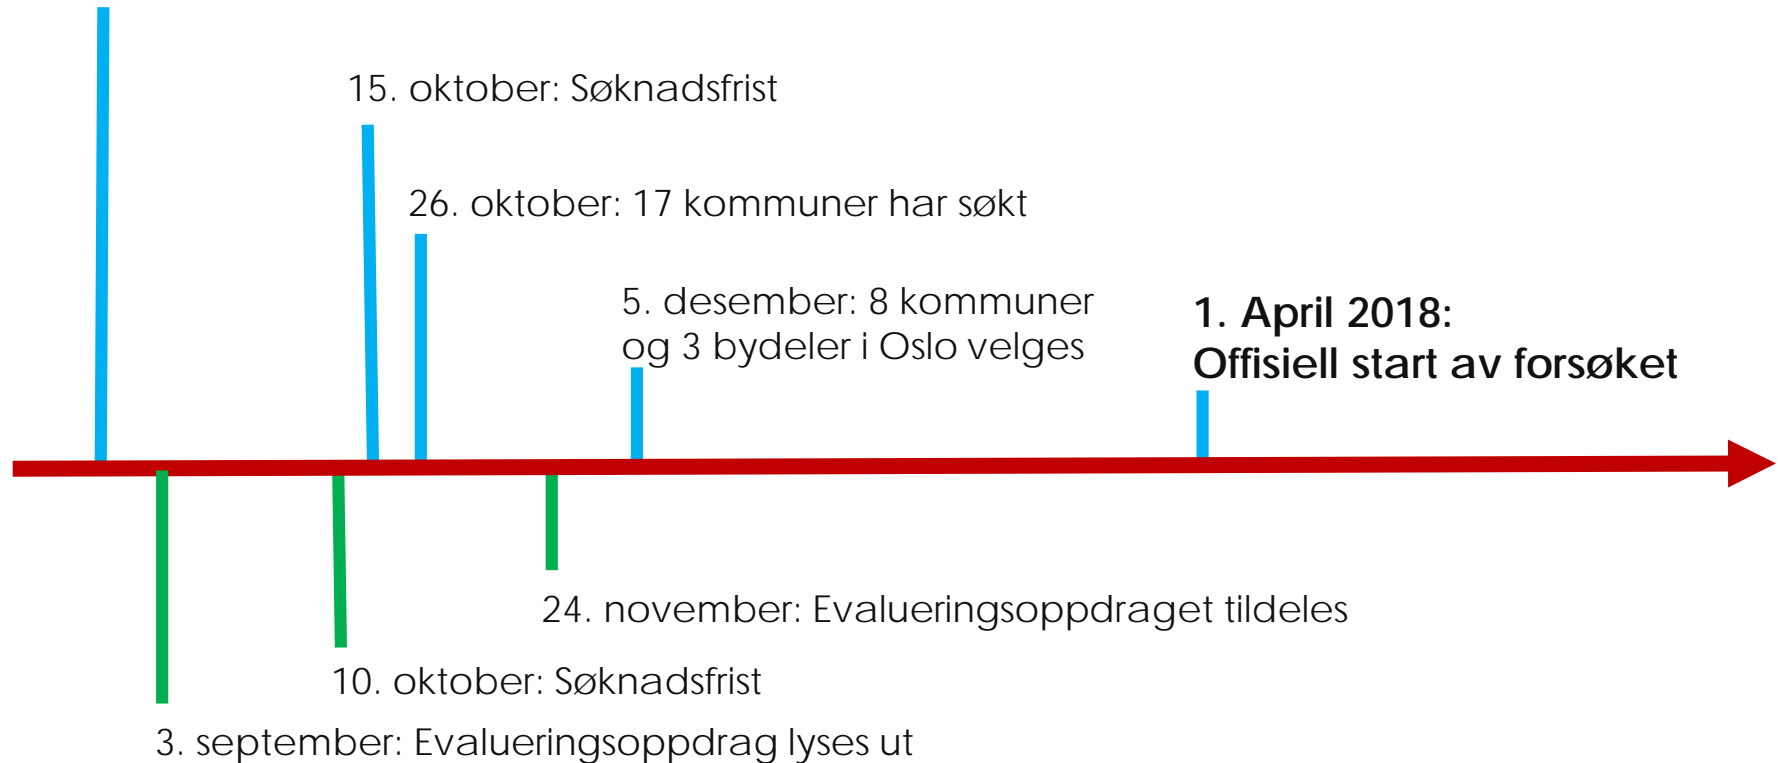 15. oktober: Søknadsfrist
26. oktober: 17 kommuner har søkt
5. desember: 8 kommuner
og 3 bydeler i Oslo velges
1. April 2018:
Offisiell start av forsøket
24. november: Evalueringsoppdraget tildeles
10. oktober: Søknadsfrist
3. september: Evalueringsoppdrag lyses ut